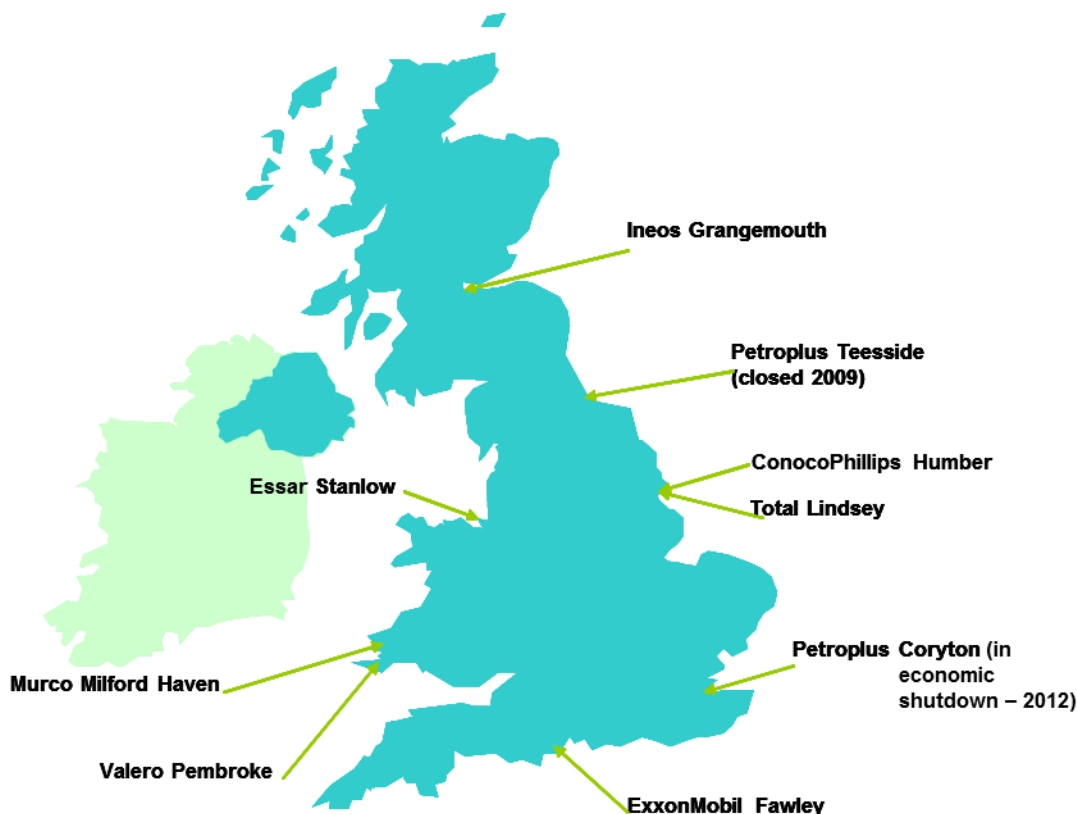 Ineos Grangemouth
Petroplus Teesside
(closed 2009)
ConocoPhillips Humber
Essar Stanlow
Total Lindsey
Petroplus Coryton (in
economic
shutdown – 2012)
Murco Milford Haven
Valero Pembroke
ExxonMobil Fawley